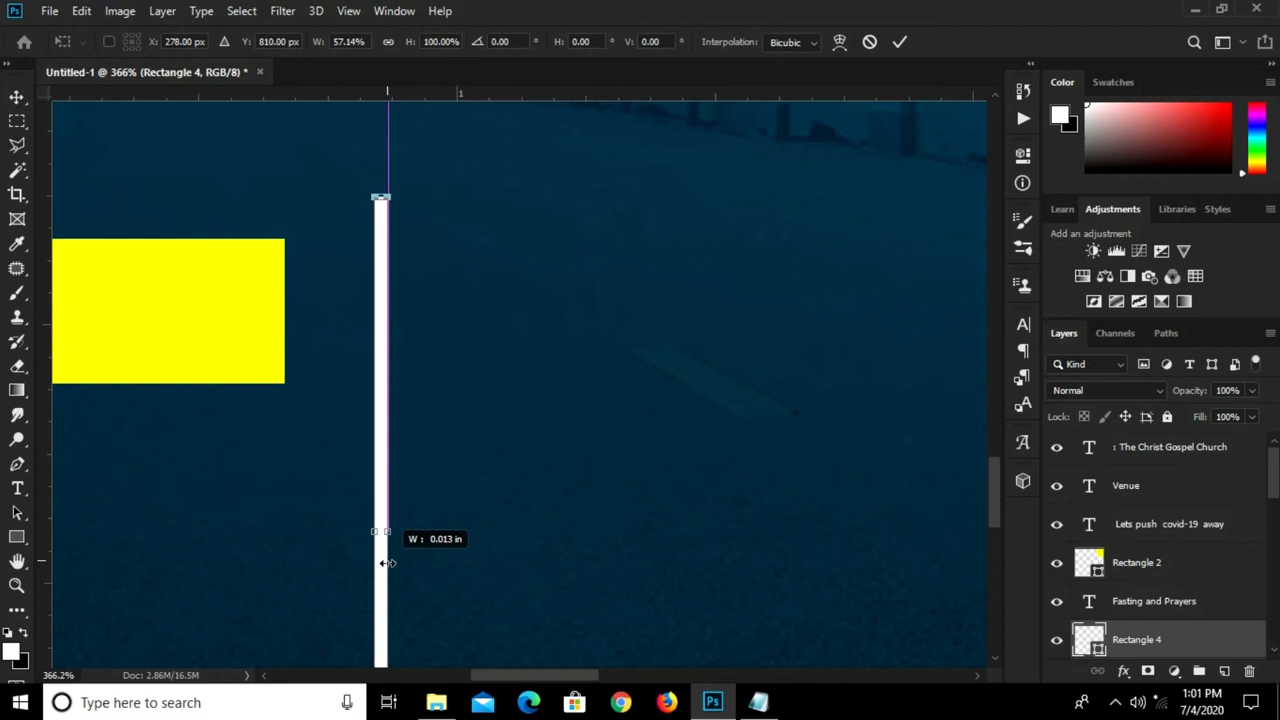 Ps File Edit Image Layer Type Select Filter 3D View Window Help
X: 278.00 px Y: 810.00 px W: 57.14% H: 100.00% 0.00 ° H: 0.00 ° V: 0.00 ° Interpolation: Bicubic
Untitled-1 @ 366% (Rectangle 4, RGB/8) * ×
1
Color Swatches
Learn Adjustments Libraries Styles
Add an adjustment
Layers Channels Paths
Kind
Normal Opacity: 100%
Lock: Fill: 100%
: The Christ Gospel Church
Venue
Lets push covid-19 away
Rectangle 2
Fasting and Prayers
Rectangle 4
W : 0.013 in
366.2% Doc: 2.86M/16.5M
Type here to search
Ps
1:01 PM
7/4/2020